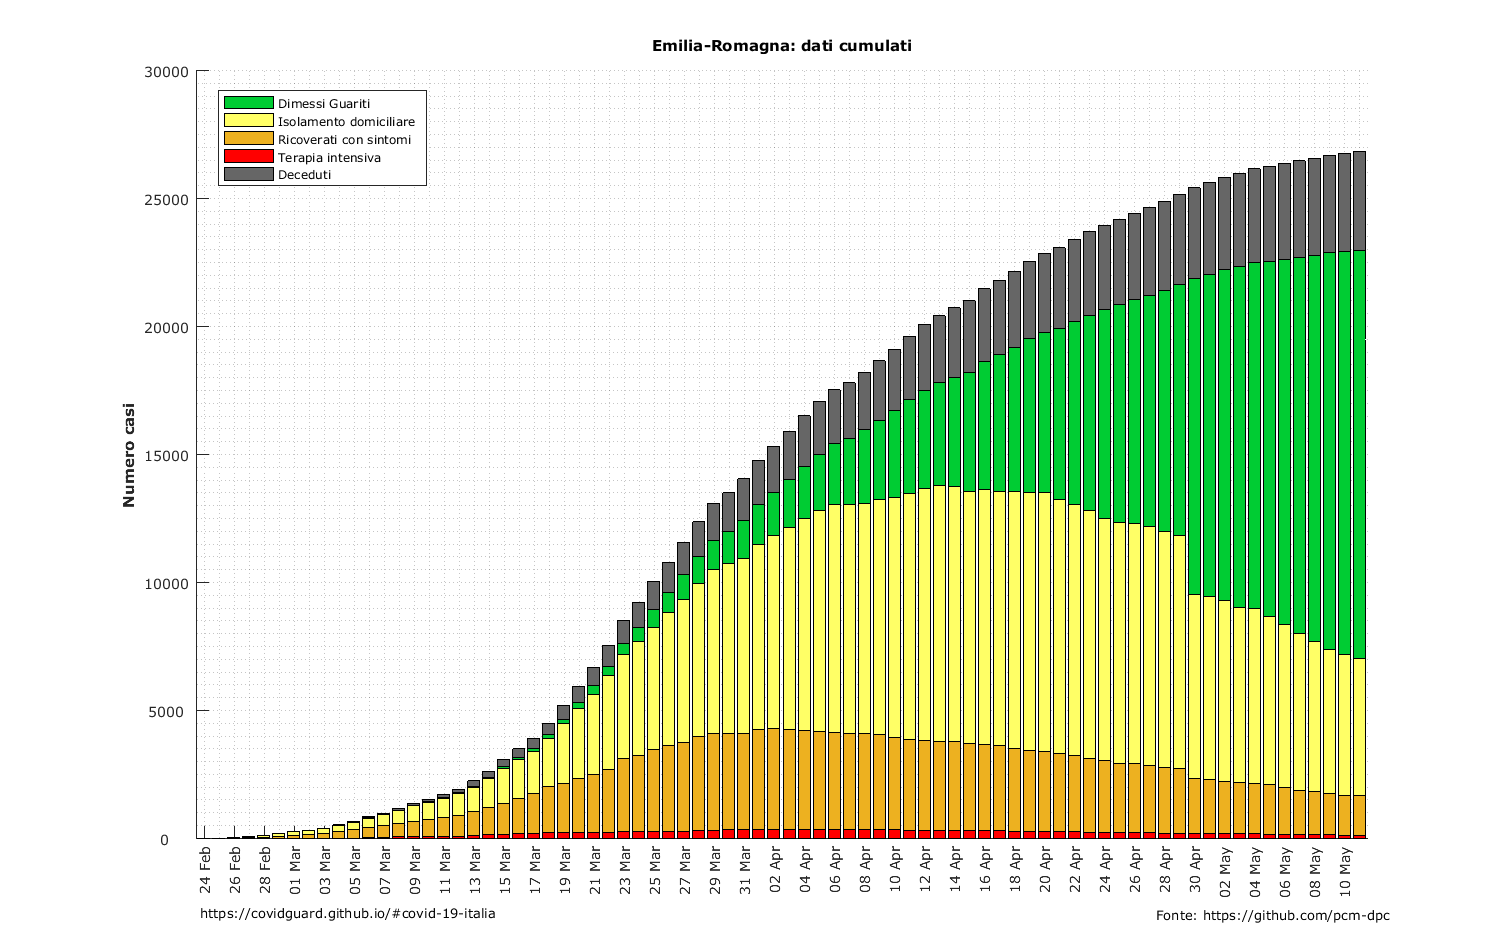 Emilia-Romagna: dati cumulati
30000
25000
20000
15000
10000
5000
0
Numero casi
Dimessi Guariti
Isolamento domiciliare
Ricoverati con sintomi
Terapia intensiva
Deceduti
24 Feb
26 Feb
28 Feb
01 Mar
03 Mar
05 Mar
07 Mar
09 Mar
11 Mar
13 Mar
15 Mar
17 Mar
19 Mar
21 Mar
23 Mar
25 Mar
27 Mar
29 Mar
31 Mar
02 Apr
04 Apr
06 Apr
08 Apr
10 Apr
12 Apr
14 Apr
16 Apr
18 Apr
20 Apr
22 Apr
24 Apr
26 Apr
28 Apr
30 Apr
02 May
04 May
06 May
08 May
10 May
https://covidguard.github.io/#covid-19-italia
Fonte: https://github.com/pcm-dpc